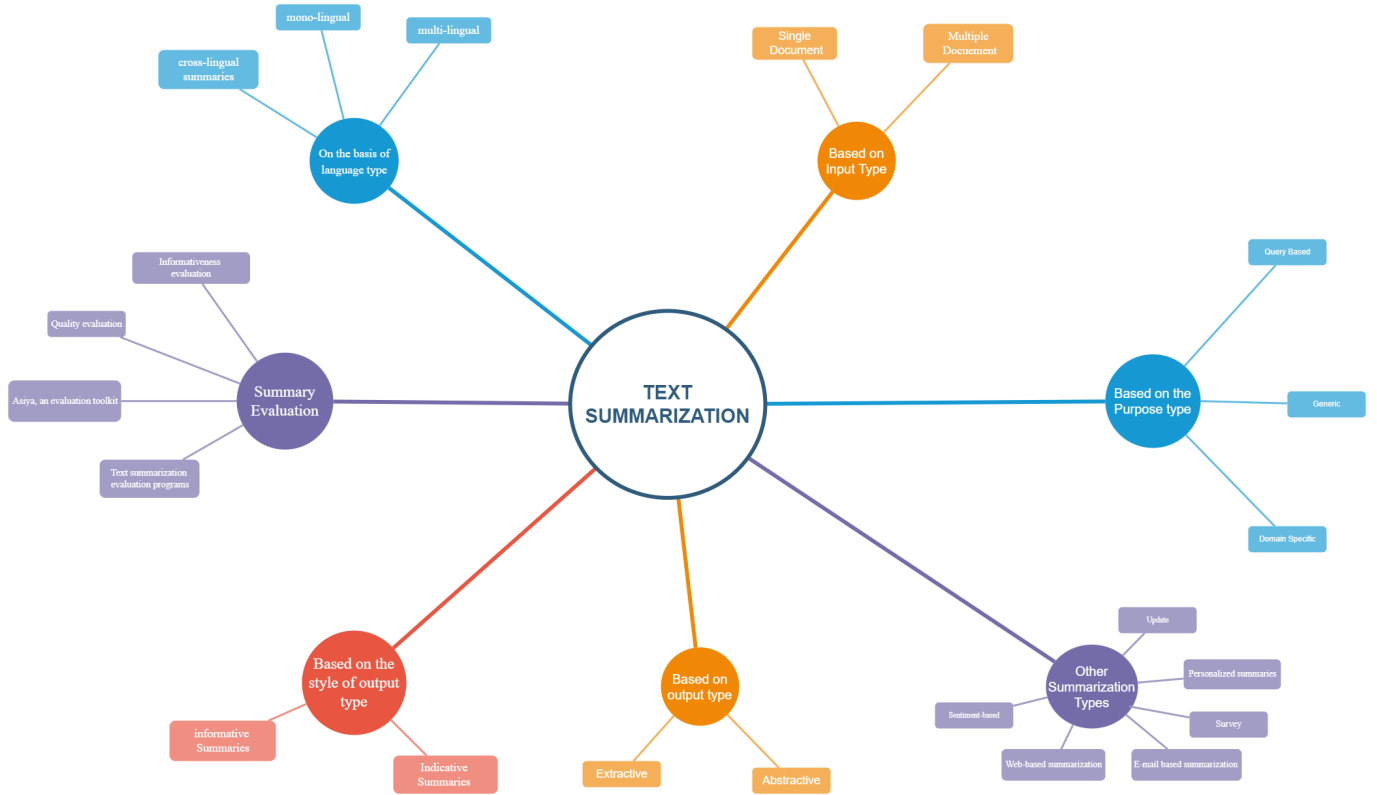 mono-lingual
multi-lingual
cross-lingual
summaries
On the basis of
language type
Single
Document
Multiple
Docuement
Based on
Input Type
Informativeness
evaluation
Quality evaluation
Asiya, an evaluation toolkit
Text summarization
evaluation programs
Summary
Evaluation
TEXT
SUMMARIZATION
Query Based
Based on the
Purpose type
Generic
Domain Specific
Based on the
style of output
type
informative
Summaries
Indicative
Summaries
Based on
output type
Extractive
Abstractive
Other
Summarization
Types
Update
Personalized summaries
Sentiment-based
Survey
Web-based summarization
E-mail based summarization